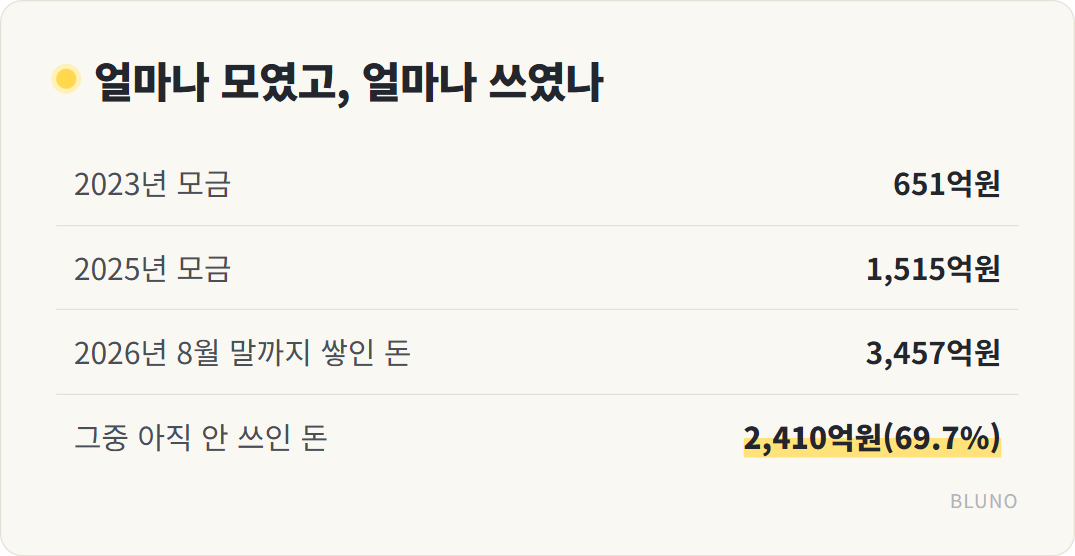 얼마나 모였고, 얼마나 쓰였나
2023년 모금 651억원
2025년 모금 1,515억원
2026년 8월 말까지 쌓인 돈 3,457억원
그중 아직 안 쓰인 돈 2,410억원(69.7%)
BLUNO